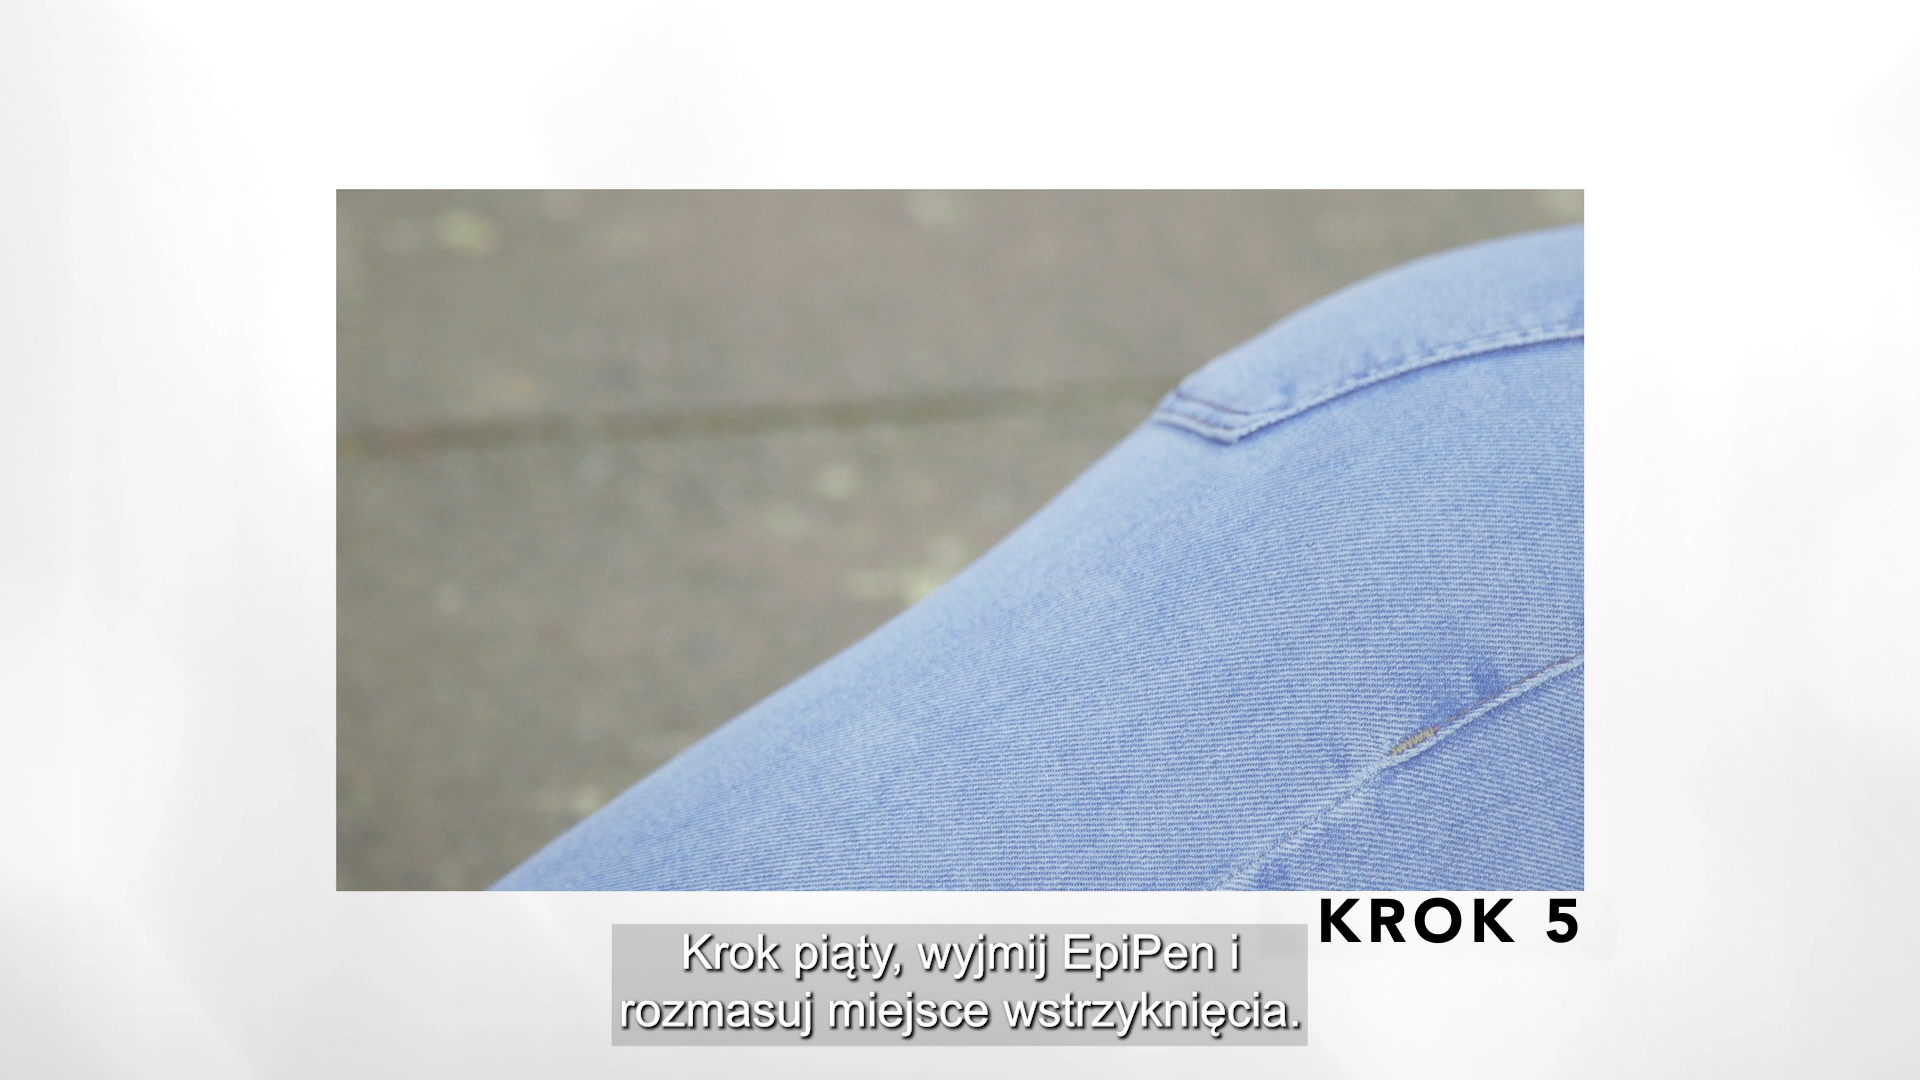 KROK 5
Krok piąty, wyjmij EpiPen i
rozmasuj miejsce wstrzyknięcia.